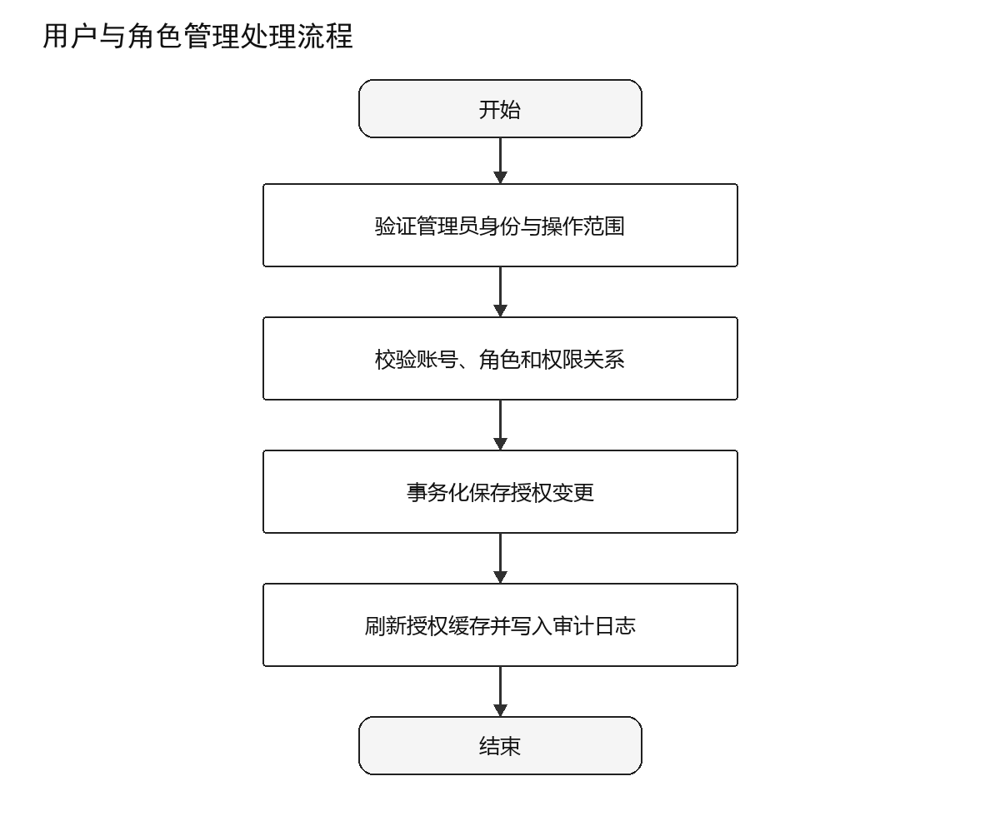 用户与角色管理处理流程
开始
验证管理员身份与操作范围
校验账号、角色和权限关系
事务化保存授权变更
刷新授权缓存并写入审计日志
结束